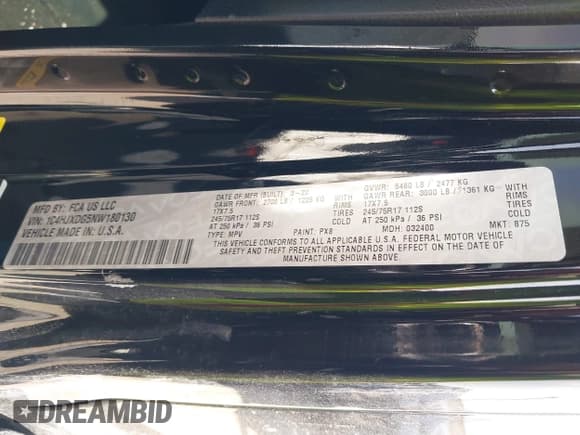 MFD. BY: FCA US LLC
VIN: 1C4HJXDG5NW180130
VEHICLE MADE IN: U.S.A.
DATE OF MFR (BUILT) 3-22
GAWR FRONT: 2700 LB / 1225 KG
17X7.5 RIMS
245/75R17 112S TIRES
AT 250 kPa / 36 PSI COLD
TYPE: MPV PAINT: PX8
GVWR: 5460 LB / 2477 KG
GAWR REAR: 3000 LB / 1361 KG
17X7.5 RIMS
245/75R17 112S TIRES
AT 250 kPa / 36 PSI COLD
MDH: 032400 MKT: 875
THIS VEHICLE CONFORMS TO ALL APPLICABLE U.S.A. FEDERAL MOTOR VEHICLE
SAFETY AND THEFT PREVENTION STANDARDS IN EFFECT ON THE DATE OF
MANUFACTURE SHOWN ABOVE.
DREAMBID